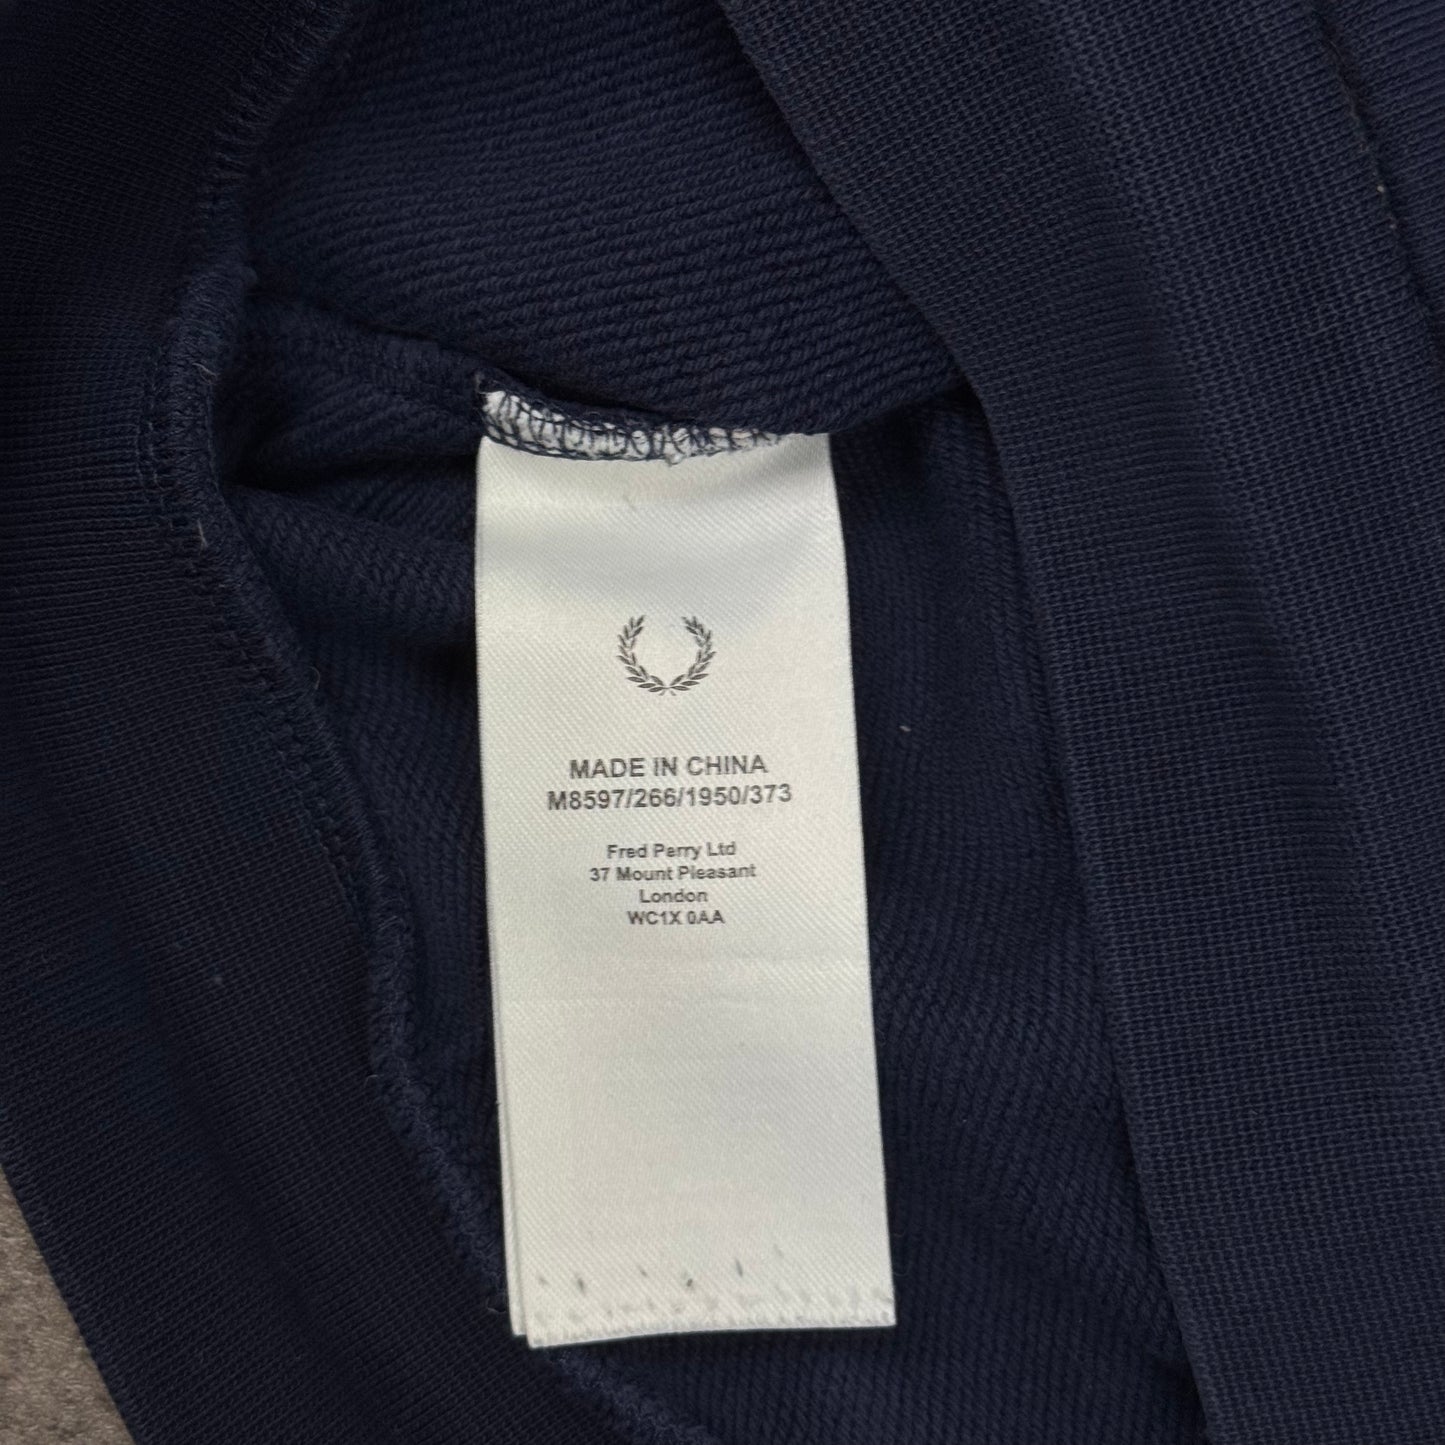 MADE IN CHINA
M8597/266/1950/373
Fred Perry Ltd
37 Mount Pleasant
London
WC1X 0AA